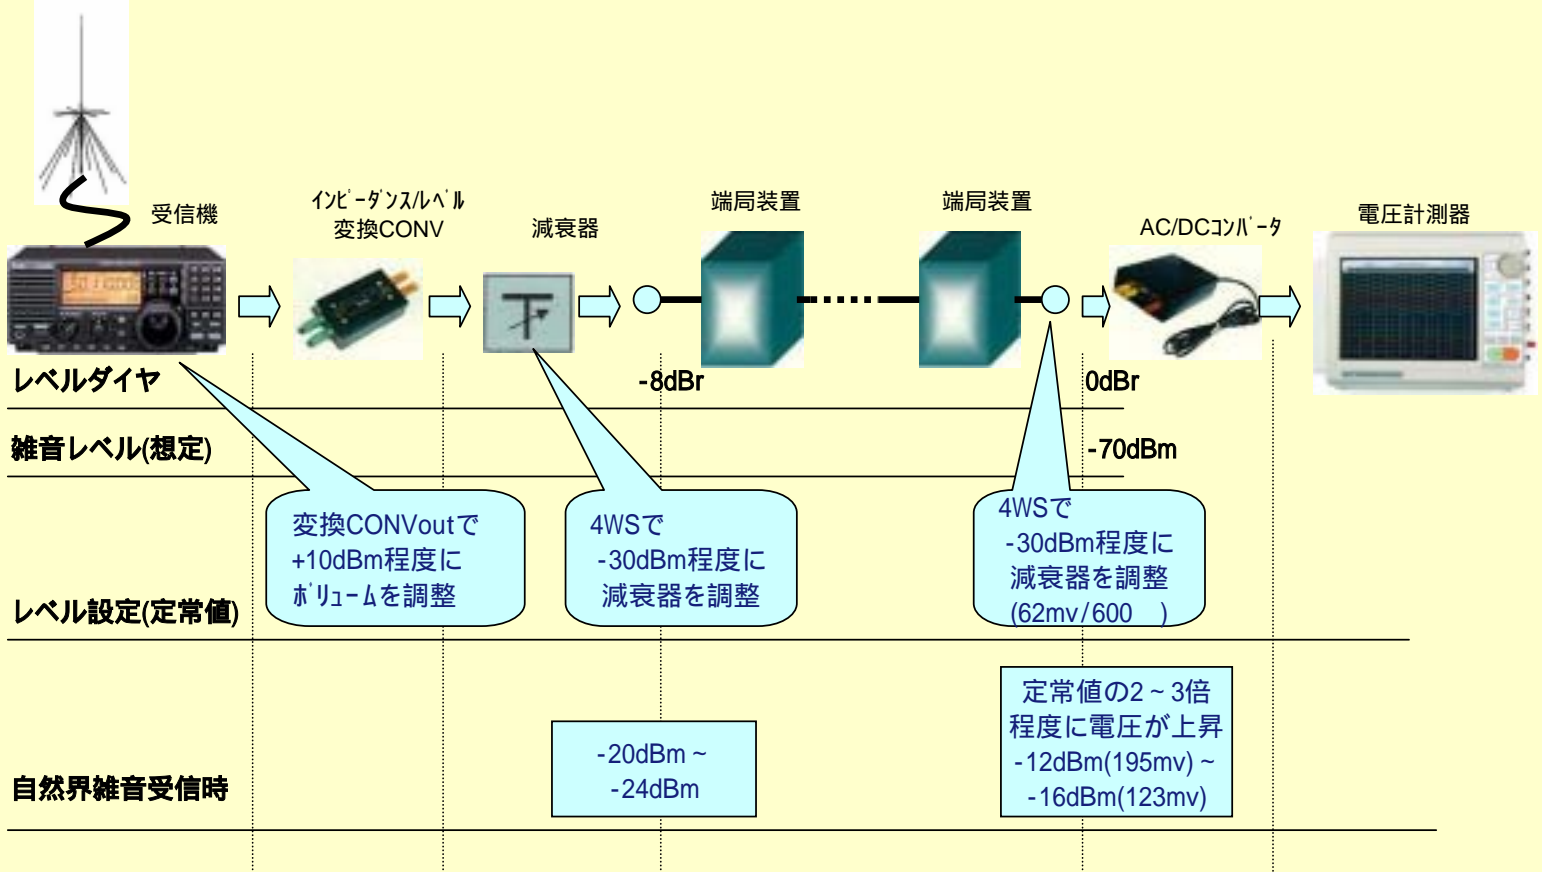 受信機
ｲﾝﾋﾟｰﾀﾞﾝｽ/ﾚﾍﾞﾙ
変換CONV
減衰器
端局装置
端局装置
AC/DCｺﾝﾊﾞｰﾀ
電圧計測器
レベルダイヤ
-8dBr
0dBr
雑音レベル(想定)
-70dBm
変換CONVoutで
+10dBm程度に
ﾎﾞﾘｭｰﾑを調整
4WSで
-30dBm程度に
減衰器を調整
4WSで
-30dBm程度に
減衰器を調整
(62mv/600　)
レベル設定(定常値)
定常値の2～3倍
程度に電圧が上昇
-12dBm(195mv)～
-16dBm(123mv)
-20dBm～
-24dBm
自然界雑音受信時